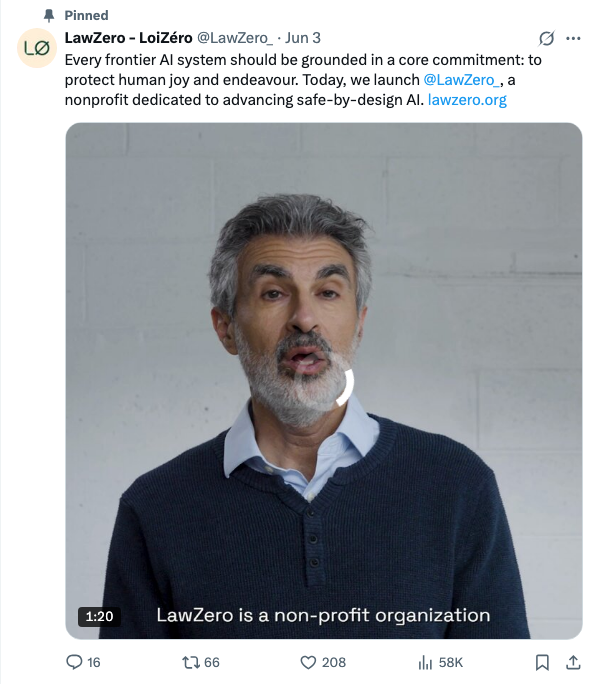 Pinned
LØ
LawZero - LoiZéro @LawZero_ · Jun 3
Every frontier AI system should be grounded in a core commitment: to
protect human joy and endeavour. Today, we launch @LawZero_, a
nonprofit dedicated to advancing safe-by-design AI. lawzero.org
1:20
LawZero is a non-profit organization
16
66
208
58K